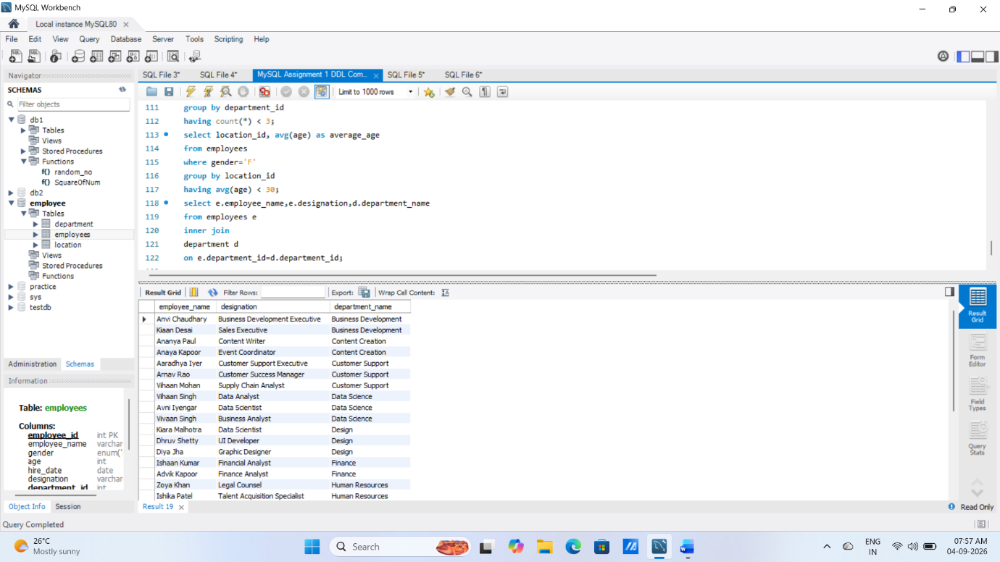 MySQL Workbench
Local instance MySQL80
File Edit View Query Database Server Tools Scripting Help
Navigator
SCHEMAS
Filter objects
db1
Tables
Views
Stored Procedures
Functions
f() random_no
f() SquareOfNum
db2
employee
Tables
department
employees
location
Views
Stored Procedures
Functions
practice
sys
testdb
Administration Schemas
Information
Table: employees
Columns:
employee_id int PK
employee_name varchar
gender enum('
age int
hire_date date
designation varchar
department_id int
Object Info Session
SQL File 3* SQL File 4* MySQL Assignment 1 DDL Com... SQL File 5* SQL File 6*
Limit to 1000 rows
111 group by department_id
112 having count(*) < 3;
113 select location_id, avg(age) as average_age
114 from employees
115 where gender='F'
116 group by location_id
117 having avg(age) < 30;
118 select e.employee_name,e.designation,d.department_name
119 from employees e
120 inner join
121 department d
122 on e.department_id=d.department_id;
Result Grid Filter Rows: Export: Wrap Cell Content:
employee_name designation department_name
Anvi Chaudhary Business Development Executive Business Development
Kiaan Desai Sales Executive Business Development
Ananya Paul Content Writer Content Creation
Anaya Kapoor Event Coordinator Content Creation
Aaradhya Iyer Customer Support Executive Customer Support
Arnav Rao Customer Success Manager Customer Support
Vihaan Mohan Supply Chain Analyst Customer Support
Vihaan Singh Data Analyst Data Science
Avni Iyengar Data Scientist Data Science
Vivaan Singh Business Analyst Data Science
Kiara Malhotra Data Scientist Design
Dhruv Shetty UI Developer Design
Diya Jha Graphic Designer Design
Ishaan Kumar Financial Analyst Finance
Advik Kapoor Finance Analyst Finance
Zoya Khan Legal Counsel Human Resources
Ishika Patel Talent Acquisition Specialist Human Resources
Result
Grid
Form
Editor
Field
Types
Query
Stats
Result 19
Read Only
Query Completed
26°C
Mostly sunny
Search
ENG
IN
07:57 AM
04-09-2026